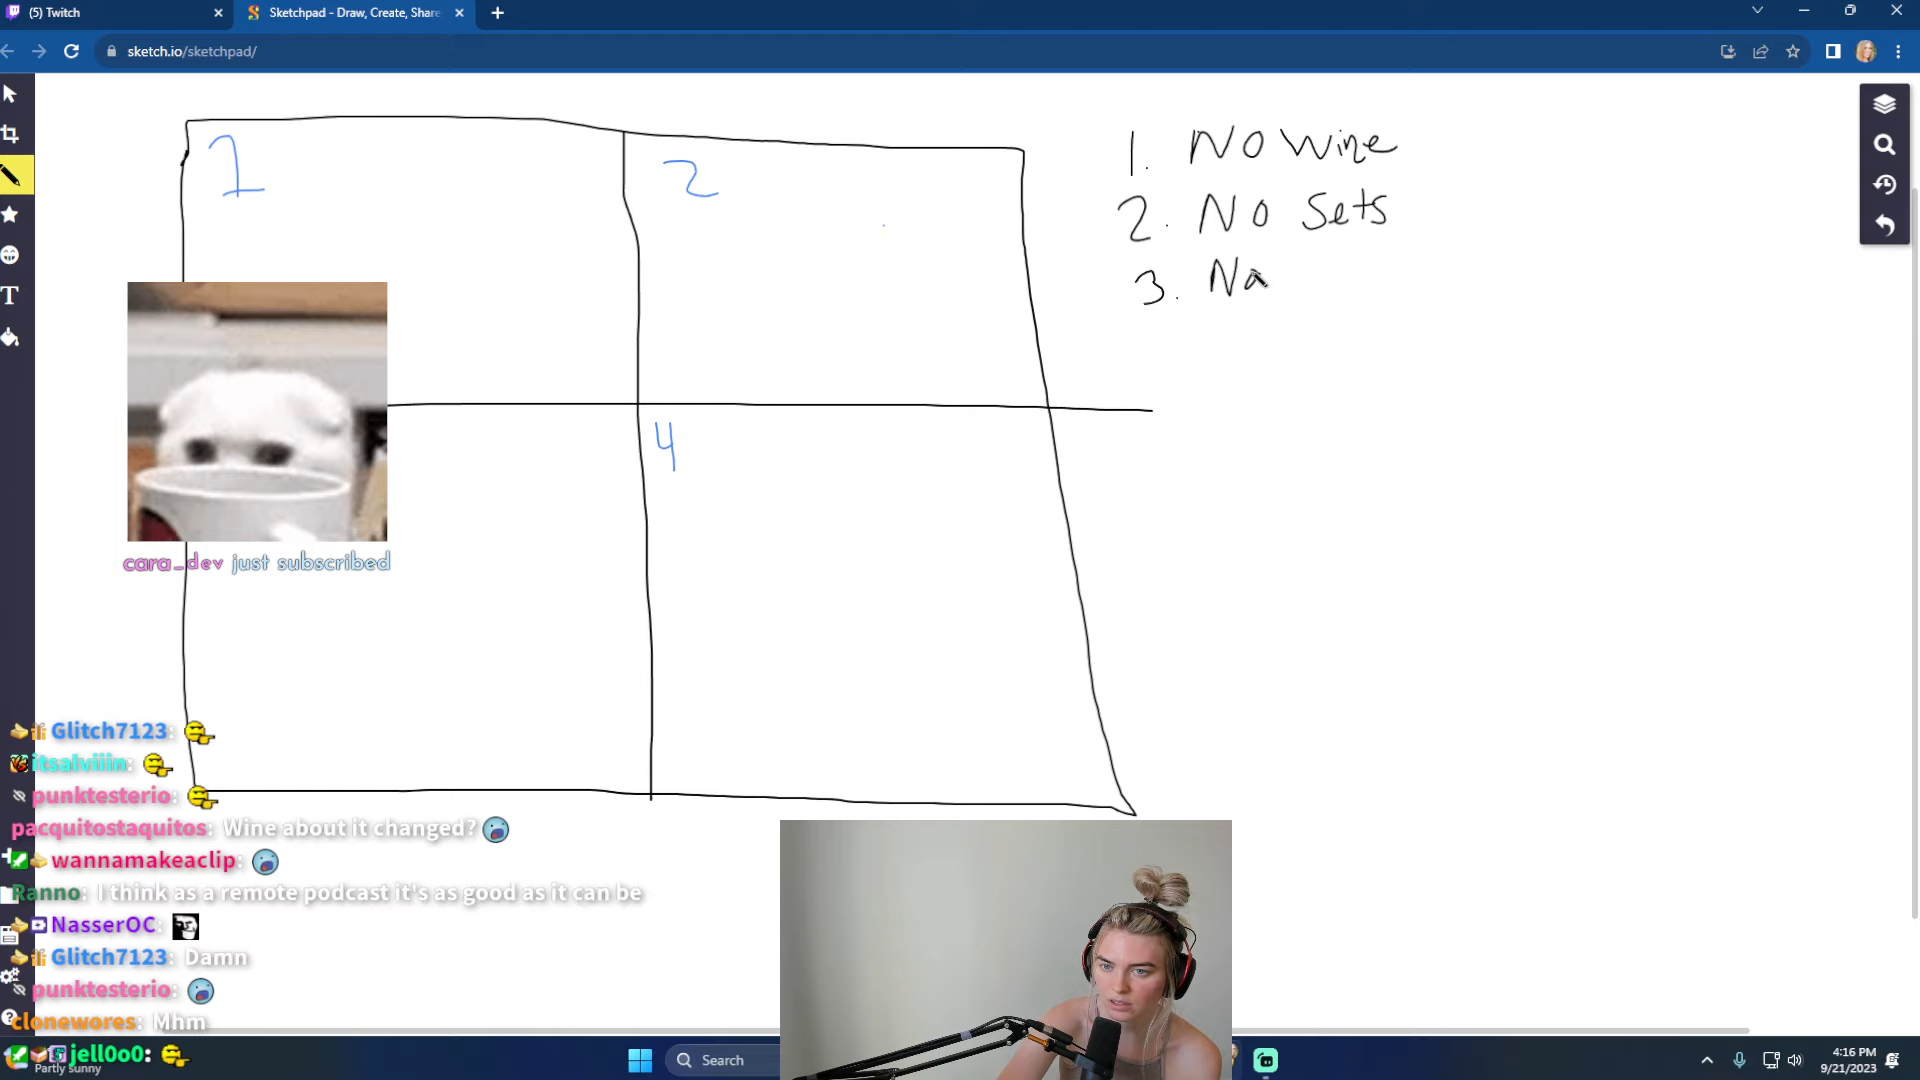 (5) Twitch
Sketchpad - Draw, Create, Share
sketch.io/sketchpad/
1
2
4
1. No Wine
2. No Sets
3. Na
T
cara_dev just subscribed
Glitch7123:
itsalviiin:
punktesterio:
pacquitostaquitos: Wine about it changed?
wannamakeaclip:
Ranno: I think as a remote podcast it's as good as it can be
NasserOC:
Glitch7123: Damn
punktesterio:
clonewores: Mhm
jell0o0:
Partly sunny
Search
4:16 PM
9/21/2023